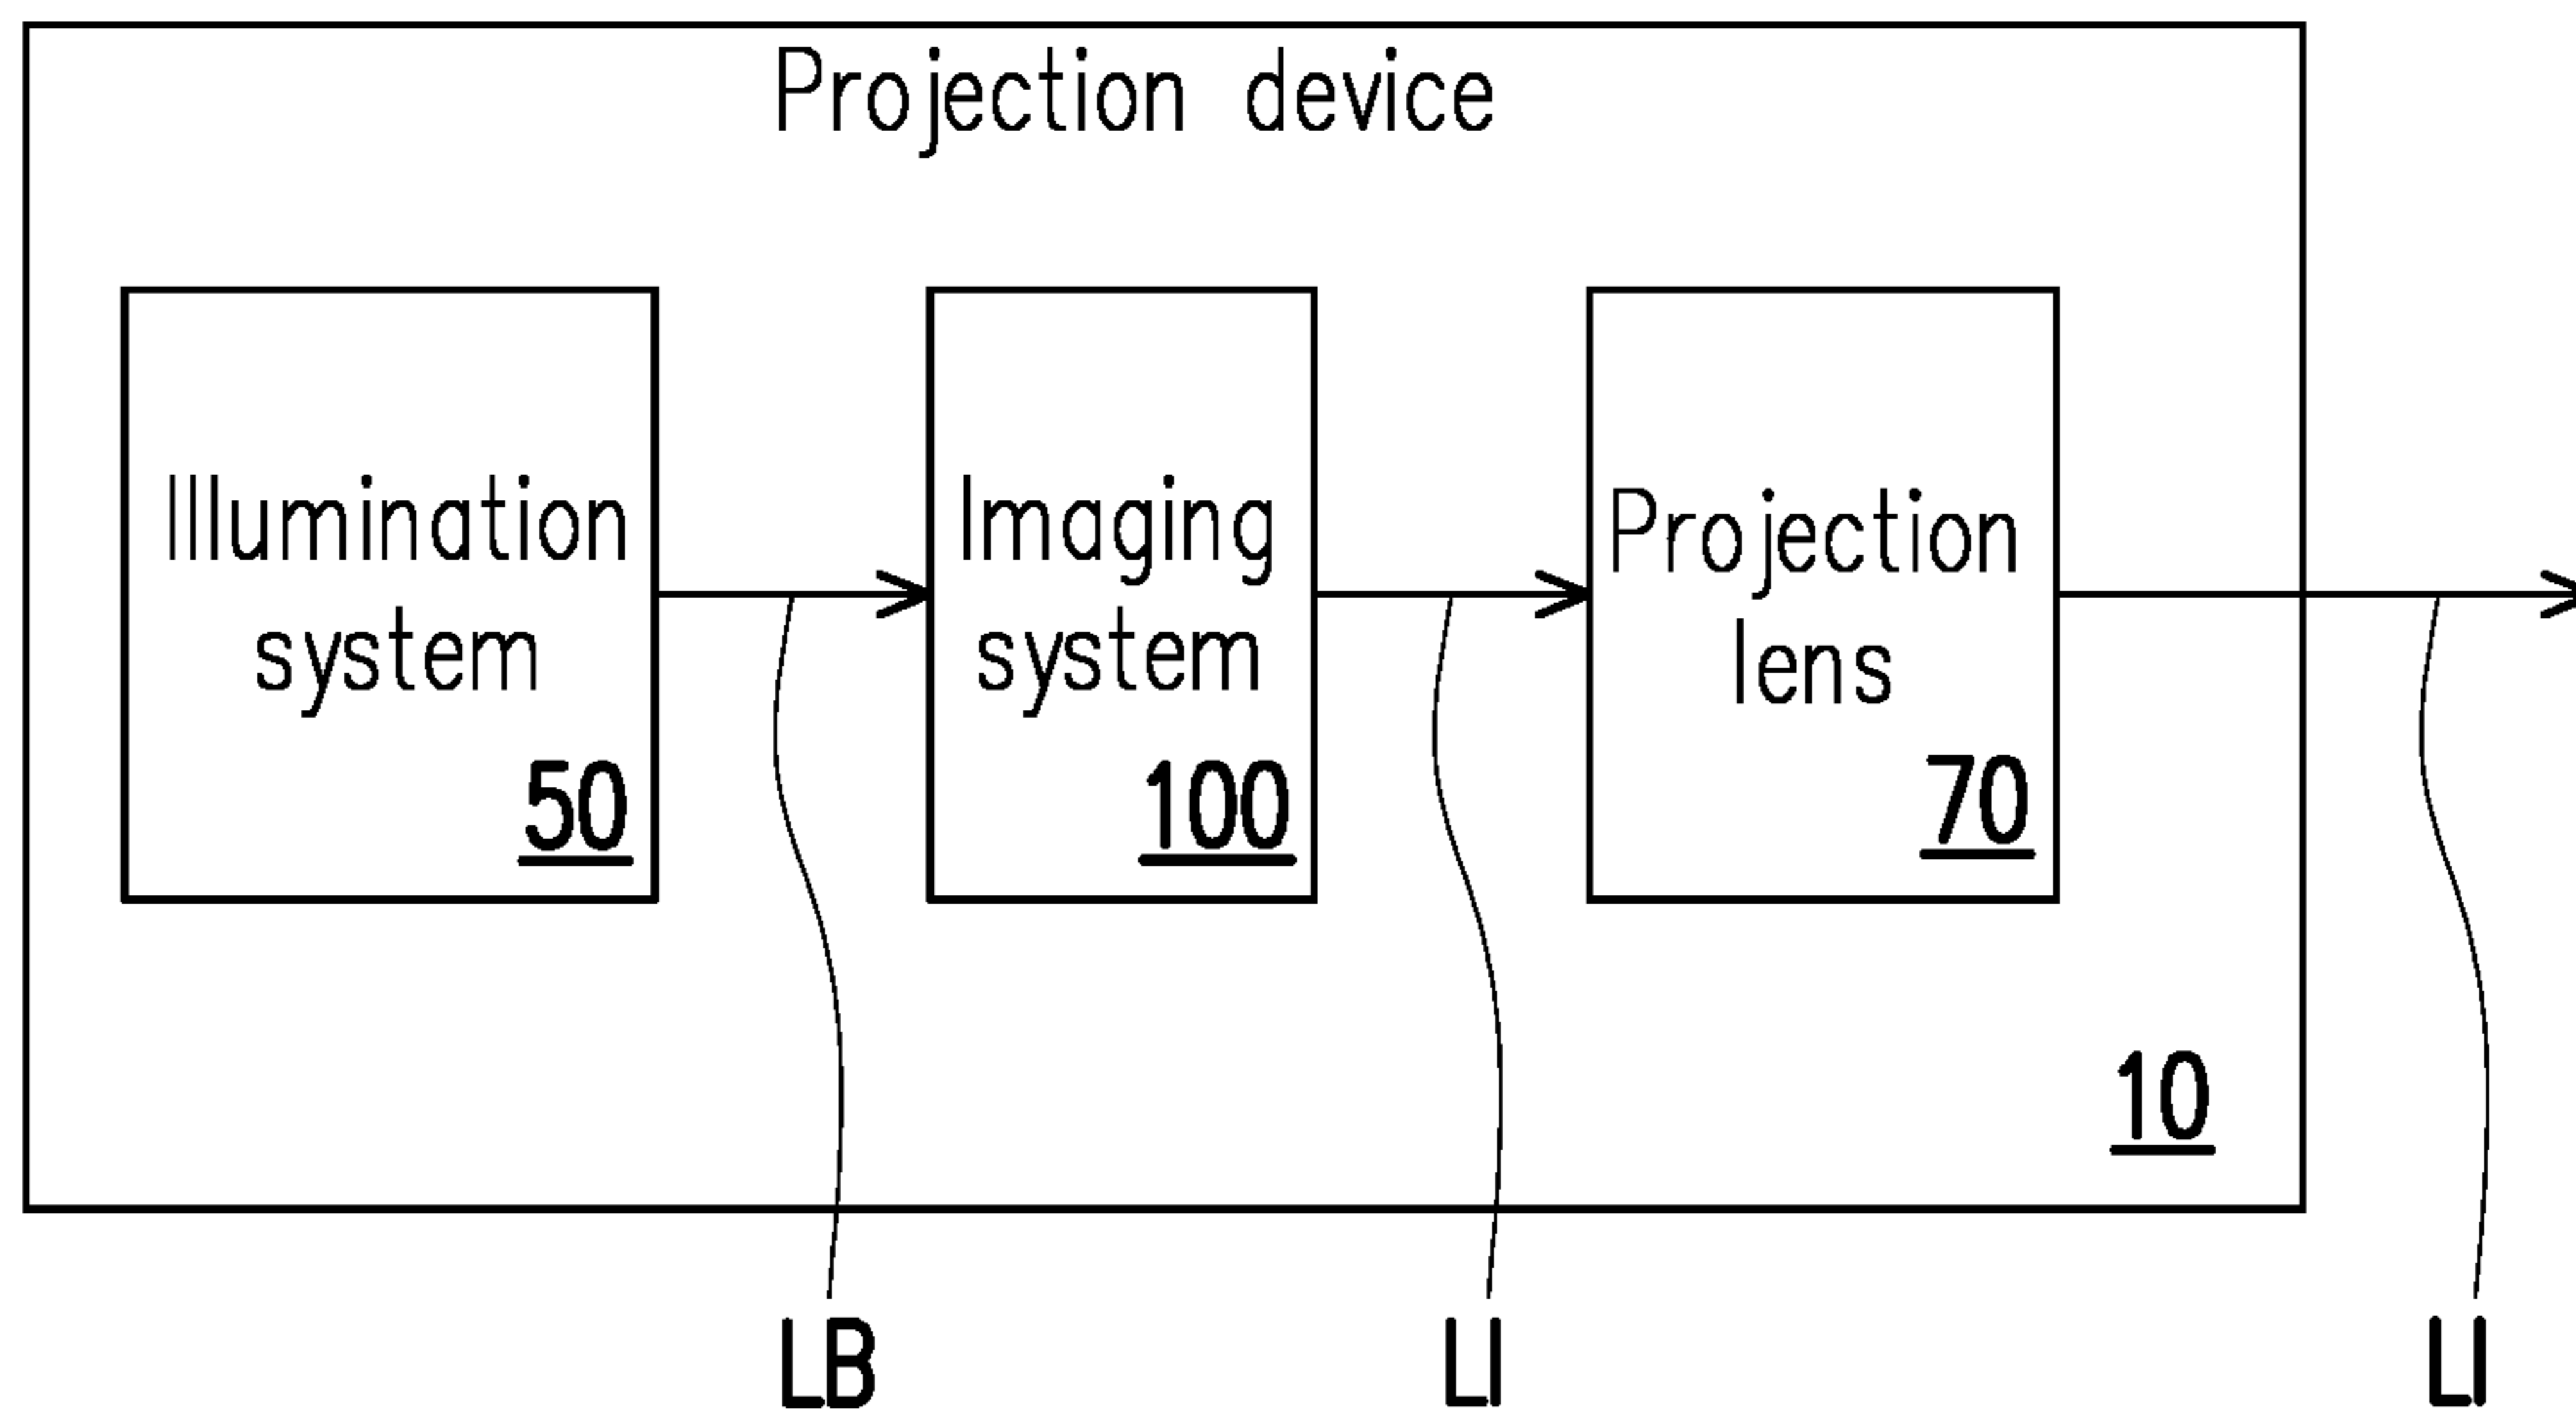 Projection device
Illumination
system
50
Imaging
system
100
Projection
lens
70
10
LB
LI
LI